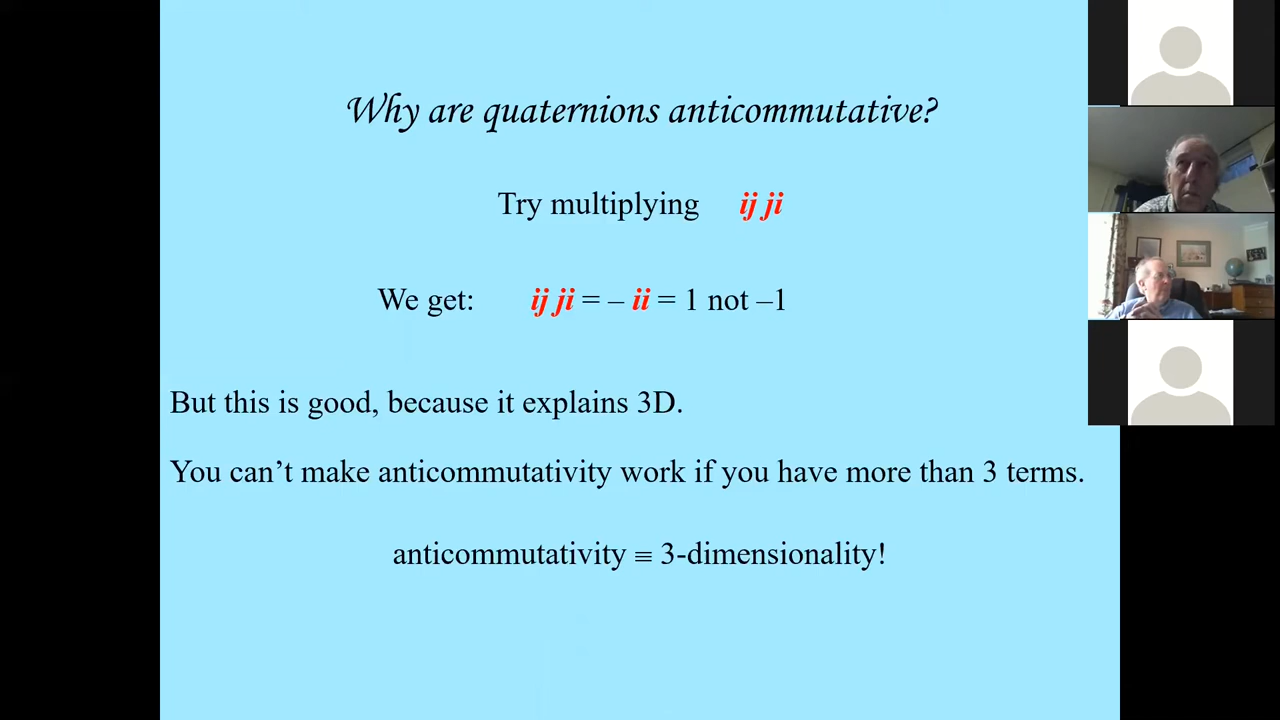 Why are quaternions anticommutative?
Try multiplying ij ji
We get: ij ji = – ii = 1 not –1
But this is good, because it explains 3D.
You can’t make anticommutativity work if you have more than 3 terms.
anticommutativity ≡ 3-dimensionality!